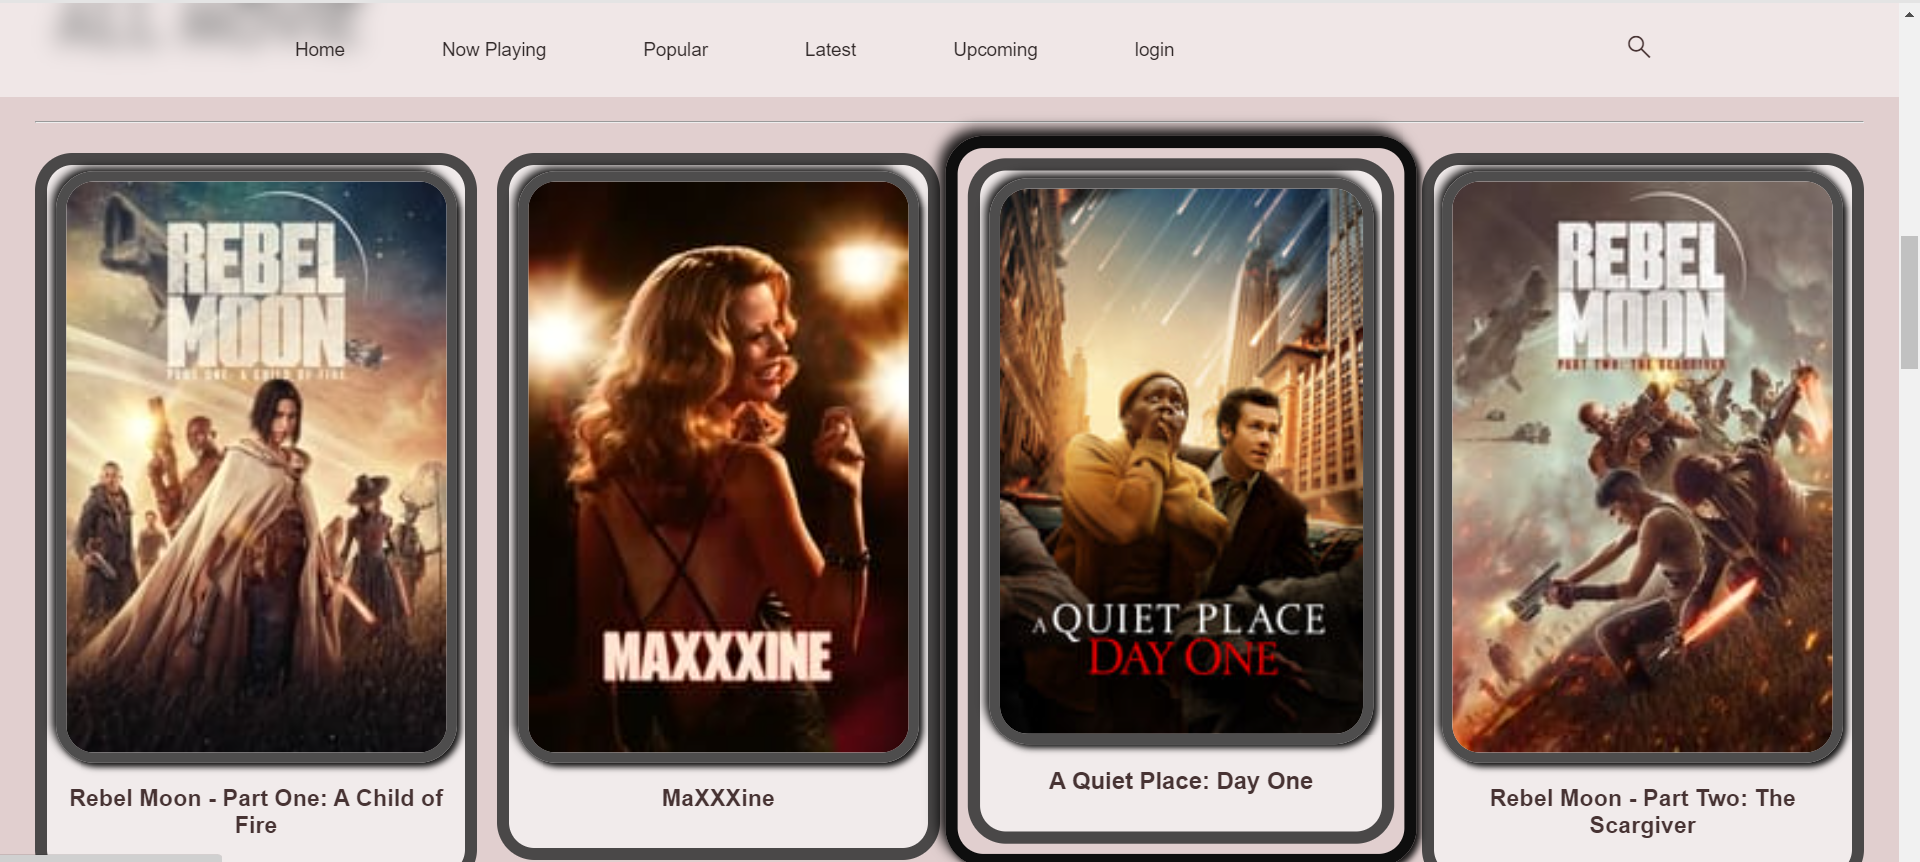 ALL MOVIE
Home
Now Playing
Popular
Latest
Upcoming
login
REBEL
MOON
PART ONE: A CHILD OF FIRE
MAXXXINE
A QUIET PLACE
DAY ONE
REBEL
MOON
PART TWO: THE SCARGIVER
Rebel Moon - Part One: A Child of
Fire
MaXXXine
A Quiet Place: Day One
Rebel Moon - Part Two: The
Scargiver